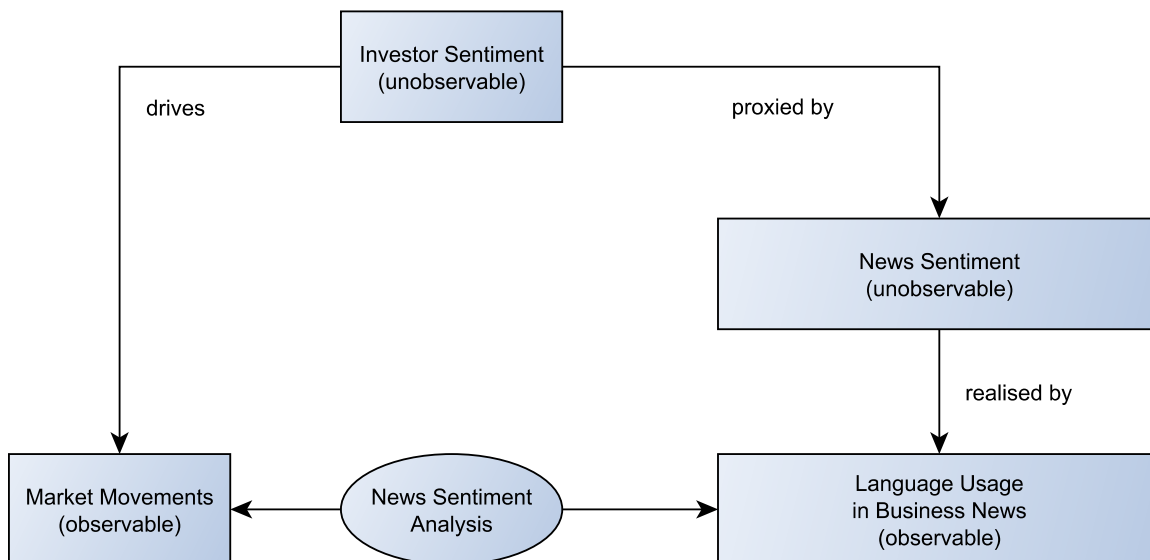 Investor Sentiment
(unobservable)
drives
proxied by
News Sentiment
(unobservable)
realised by
Market Movements
(observable)
News Sentiment
Analysis
Language Usage
in Business News
(observable)